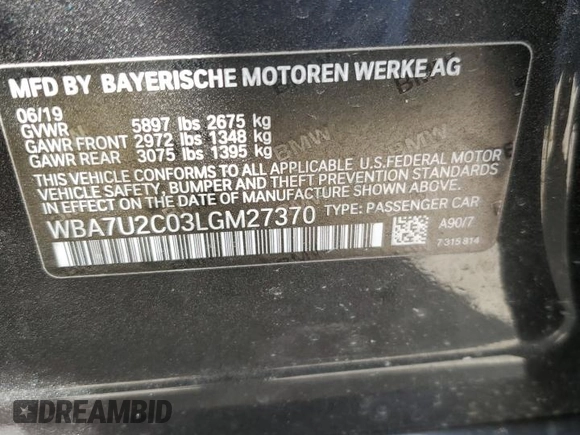 MFD BY BAYERISCHE MOTOREN WERKE AG
06/19
GVWR 5897 lbs 2675 kg
GAWR FRONT 2972 lbs 1348 kg
GAWR REAR 3075 lbs 1395 kg
THIS VEHICLE CONFORMS TO ALL APPLICABLE U.S.FEDERAL MOTOR
VEHICLE SAFETY, BUMPER AND THEFT PREVENTION STANDARDS
IN EFFECT ON THE DATE OF MANUFACTURE SHOWN ABOVE.
WBA7U2C03LGM27370 TYPE: PASSENGER CAR
A90/7
7 315 814
BMW
DREAMBID